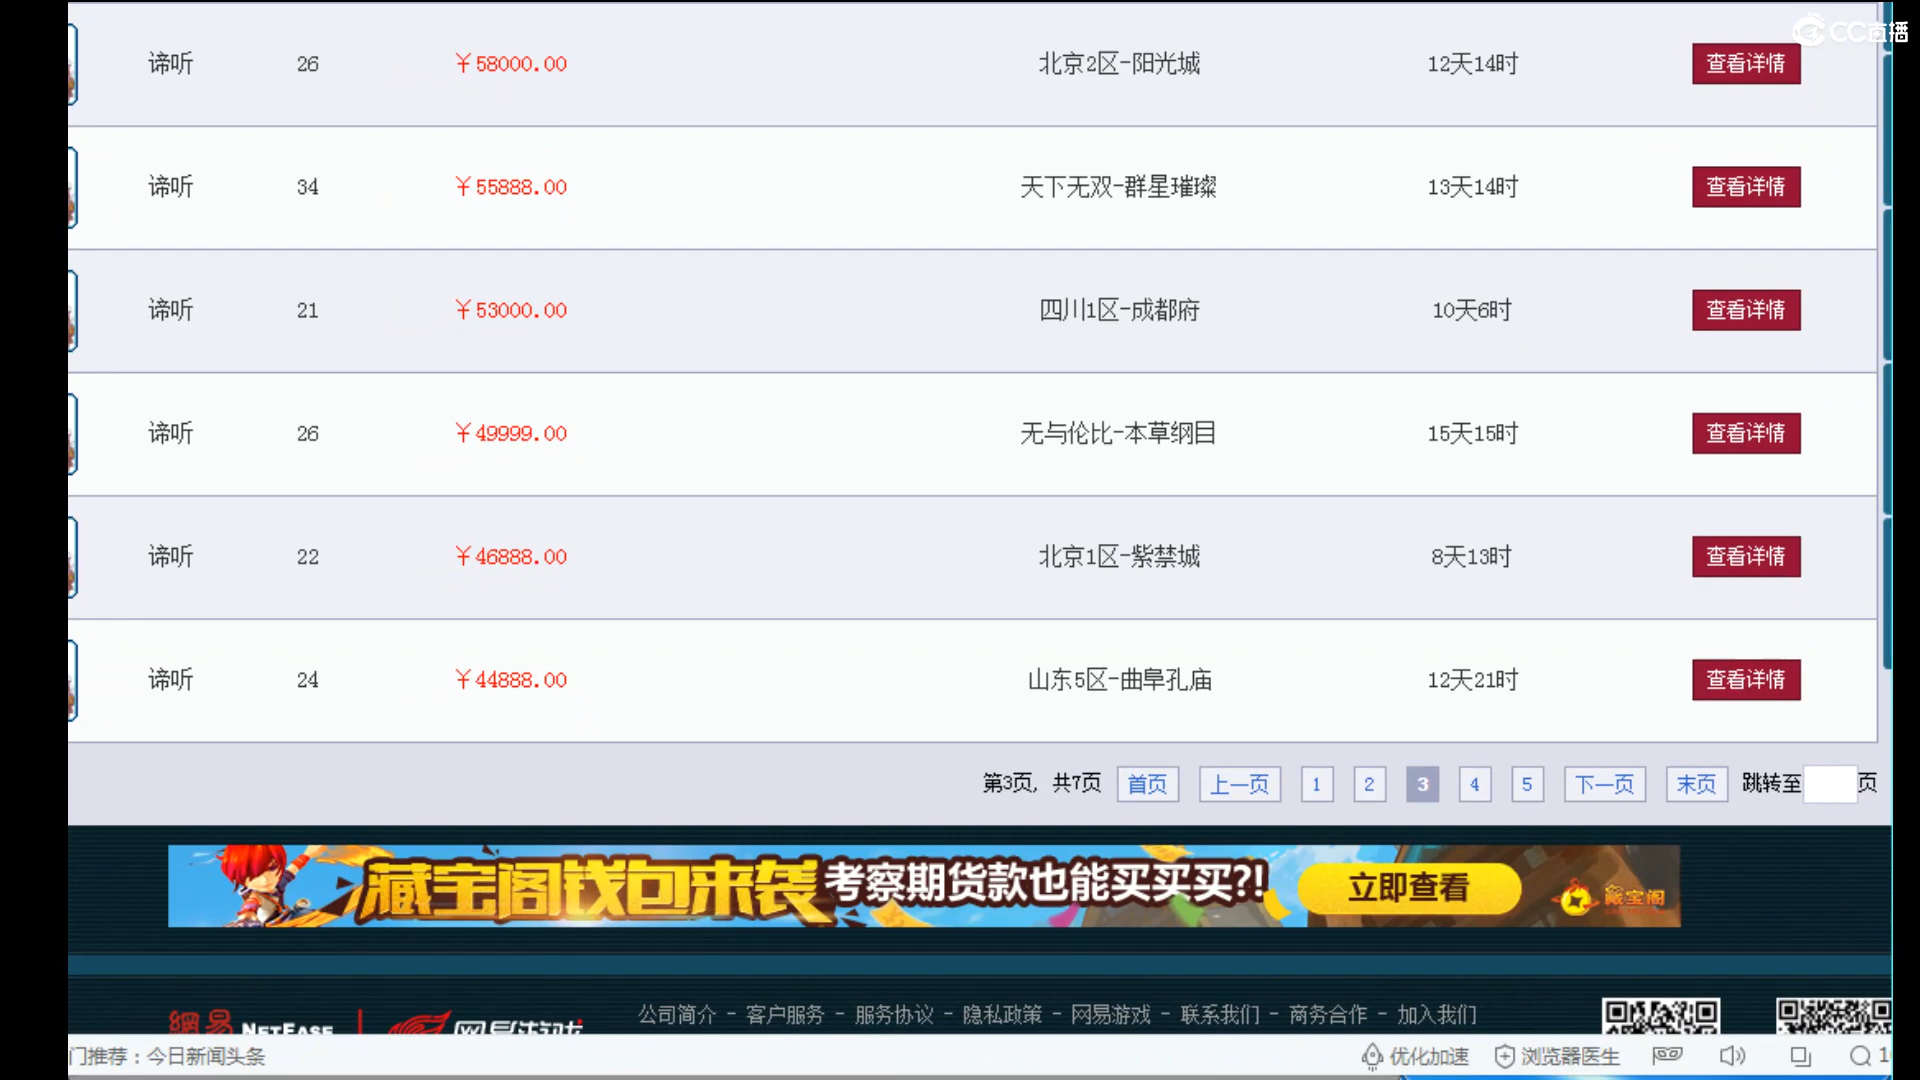 CC直播
谛听 26 ￥58000.00 北京2区-阳光城 12天14时 查看详情
谛听 34 ￥55888.00 天下无双-群星璀璨 13天14时 查看详情
谛听 21 ￥53000.00 四川1区-成都府 10天6时 查看详情
谛听 26 ￥49999.00 无与伦比-本草纲目 15天15时 查看详情
谛听 22 ￥46888.00 北京1区-紫禁城 8天13时 查看详情
谛听 24 ￥44888.00 山东5区-曲阜孔庙 12天21时 查看详情
第3页，共7页 首页 上一页 1 2 3 4 5 下一页 末页 跳转至 页
藏宝阁钱包来袭 考察期货款也能买买买?! 立即查看 藏宝阁
公司简介 - 客户服务 - 服务协议 - 隐私政策 - 网易游戏 - 联系我们 - 商务合作 - 加入我们
網易 NETEASE 网易游戏
门推荐：今日新闻头条 优化加速 浏览器医生